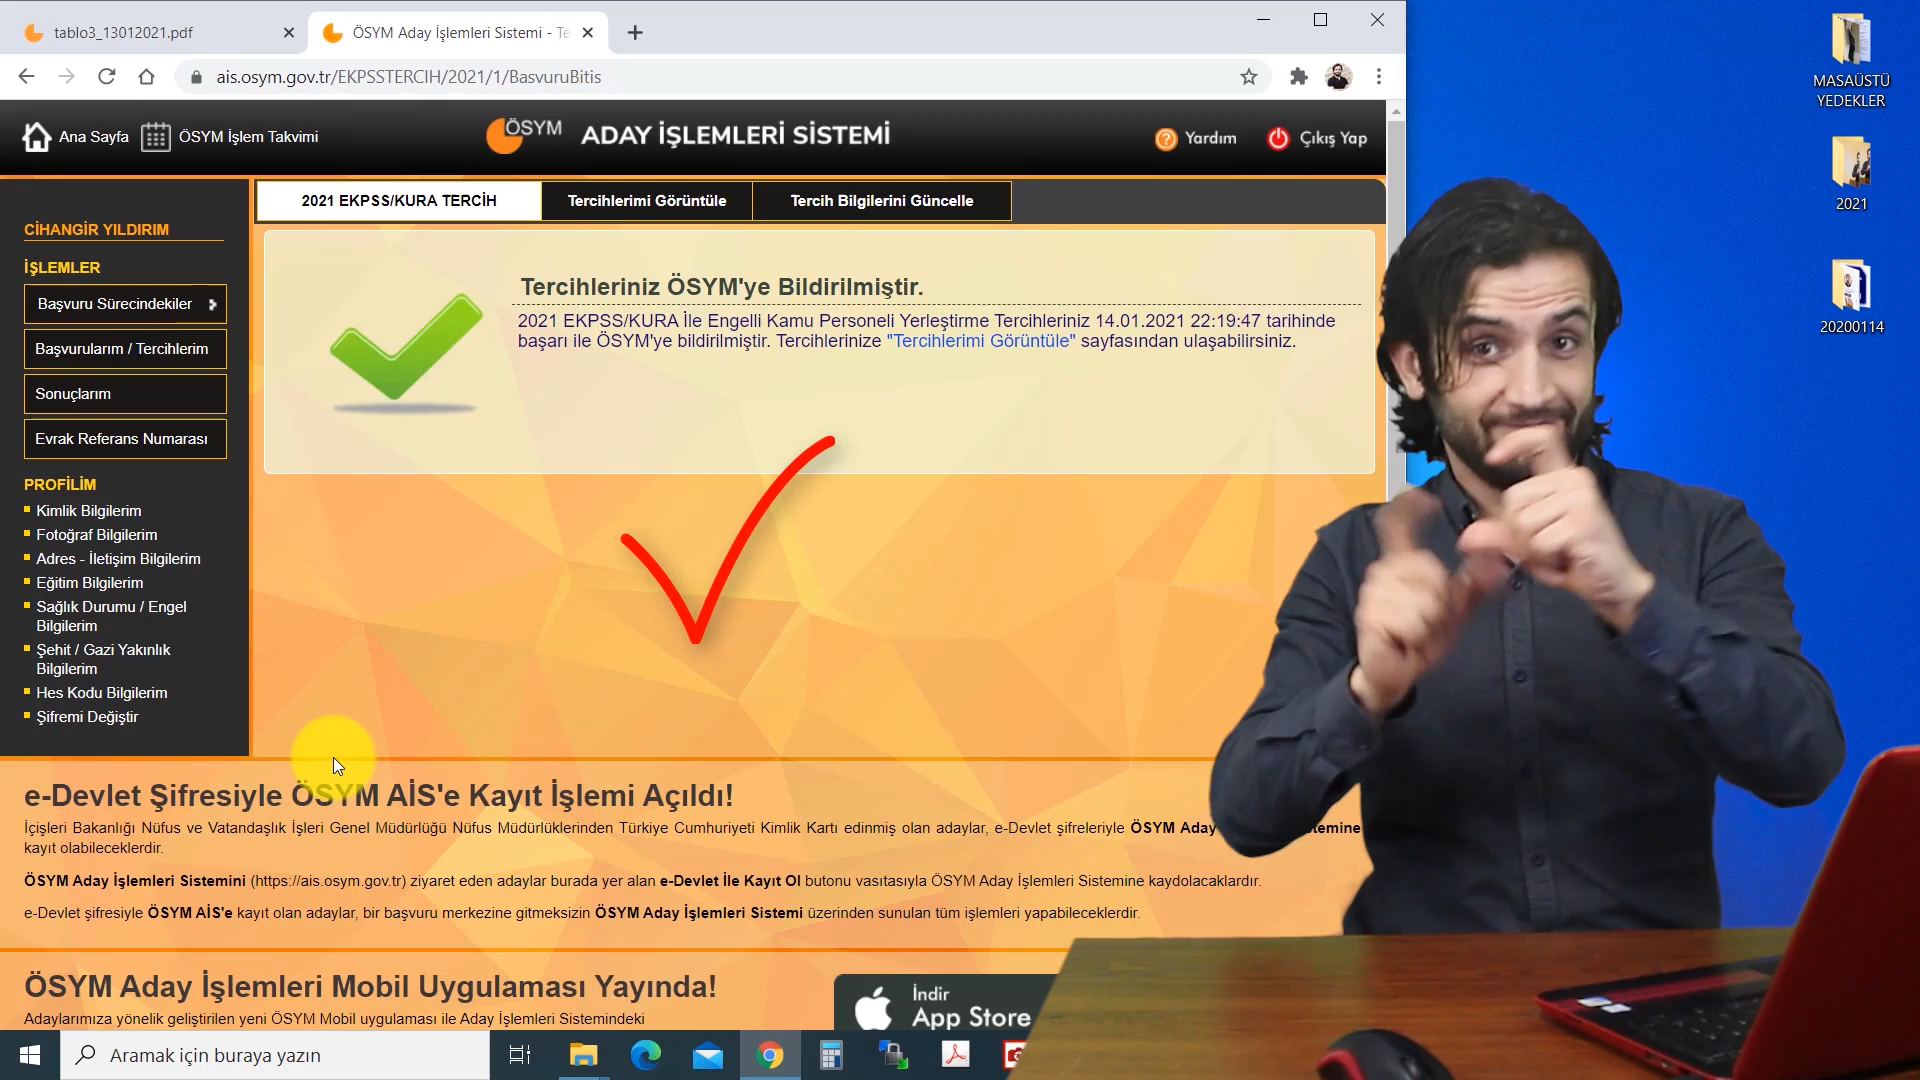 tablo3_13012021.pdf
ÖSYM Aday İşlemleri Sistemi - Te
ais.osym.gov.tr/EKPSSTERCIH/2021/1/BasvuruBitis
Ana Sayfa
ÖSYM İşlem Takvimi
ÖSYM
ADAY İŞLEMLERİ SİSTEMİ
Yardım
Çıkış Yap
2021 EKPSS/KURA TERCİH
Tercihlerimi Görüntüle
Tercih Bilgilerini Güncelle
CİHANGİR YILDIRIM
İŞLEMLER
Başvuru Sürecindekiler
Başvurularım / Tercihlerim
Sonuçlarım
Evrak Referans Numarası
PROFİLİM
Kimlik Bilgilerim
Fotoğraf Bilgilerim
Adres - İletişim Bilgilerim
Eğitim Bilgilerim
Sağlık Durumu / Engel
Bilgilerim
Şehit / Gazi Yakınlık
Bilgilerim
Hes Kodu Bilgilerim
Şifremi Değiştir
Tercihleriniz ÖSYM'ye Bildirilmiştir.
2021 EKPSS/KURA İle Engelli Kamu Personeli Yerleştirme Tercihleriniz 14.01.2021 22:19:47 tarihinde
başarı ile ÖSYM'ye bildirilmiştir. Tercihlerinize "Tercihlerimi Görüntüle" sayfasından ulaşabilirsiniz.
e-Devlet Şifresiyle ÖSYM AİS'e Kayıt İşlemi Açıldı!
İçişleri Bakanlığı Nüfus ve Vatandaşlık İşleri Genel Müdürlüğü Nüfus Müdürlüklerinden Türkiye Cumhuriyeti Kimlik Kartı edinmiş olan adaylar, e-Devlet şifreleriyle ÖSYM Aday temine
kayıt olabileceklerdir.
ÖSYM Aday İşlemleri Sistemini (https://ais.osym.gov.tr) ziyaret eden adaylar burada yer alan e-Devlet İle Kayıt Ol butonu vasıtasıyla ÖSYM Aday İşlemleri Sistemine kaydolacaklardır.
e-Devlet şifresiyle ÖSYM AİS'e kayıt olan adaylar, bir başvuru merkezine gitmeksizin ÖSYM Aday İşlemleri Sistemi üzerinden sunulan tüm işlemleri yapabileceklerdir.
ÖSYM Aday İşlemleri Mobil Uygulaması Yayında!
Adaylarımıza yönelik geliştirilen yeni ÖSYM Mobil uygulaması ile Aday İşlemleri Sistemindeki
İndir
App Store
Aramak için buraya yazın
MASAÜSTÜ
YEDEKLER
2021
20200114